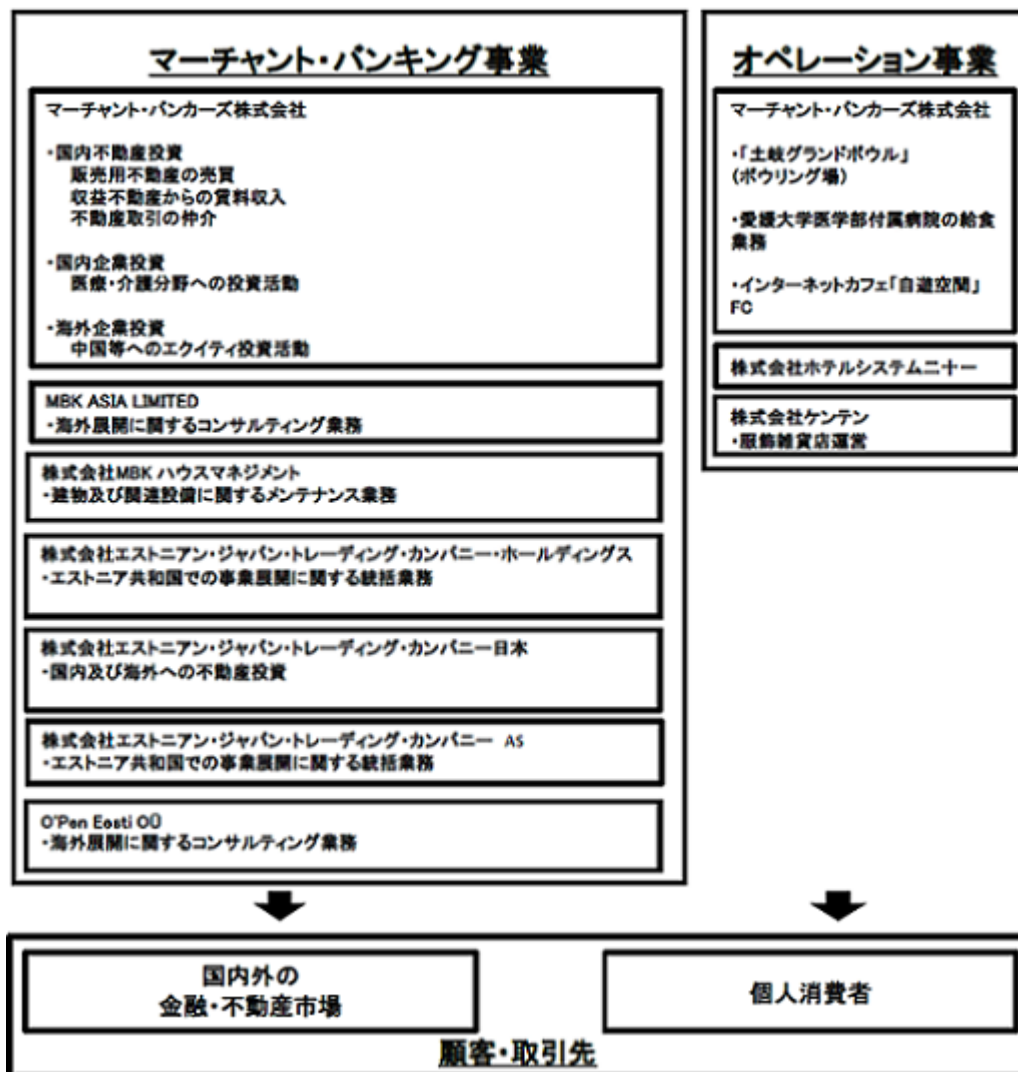 マーチャント・バンキング事業
マーチャント・バンカーズ株式会社
・国内不動産投資
販売用不動産の売買
収益不動産からの賃料収入
不動産取引の仲介
・国内企業投資
医療・介護分野への投資活動
・海外企業投資
中国等へのエクイティ投資活動
MBK ASIA LIMITED
・海外展開に関するコンサルティング業務
株式会社MBK ハウスマネジメント
・建物及び関連設備に関するメンテナンス業務
株式会社エストニアン・ジャパン・トレーディング・カンパニー・ホールディングス
・エストニア共和国での事業展開に関する統括業務
株式会社エストニアン・ジャパン・トレーディング・カンパニー日本
・国内及び海外への不動産投資
株式会社エストニアン・ジャパン・トレーディング・カンパニー AS
・エストニア共和国での事業展開に関する統括業務
O'Pen Eesti OÜ
・海外展開に関するコンサルティング業務
オペレーション事業
マーチャント・バンカーズ株式会社
・「土岐グランドボウル」
(ボウリング場)
・愛媛大学医学部付属病院の給食
業務
・インターネットカフェ「自遊空間」
FC
株式会社ホテルシステム二十一
株式会社ケンテン
・服飾雑貨店運営
国内外の
金融・不動産市場
個人消費者
顧客・取引先